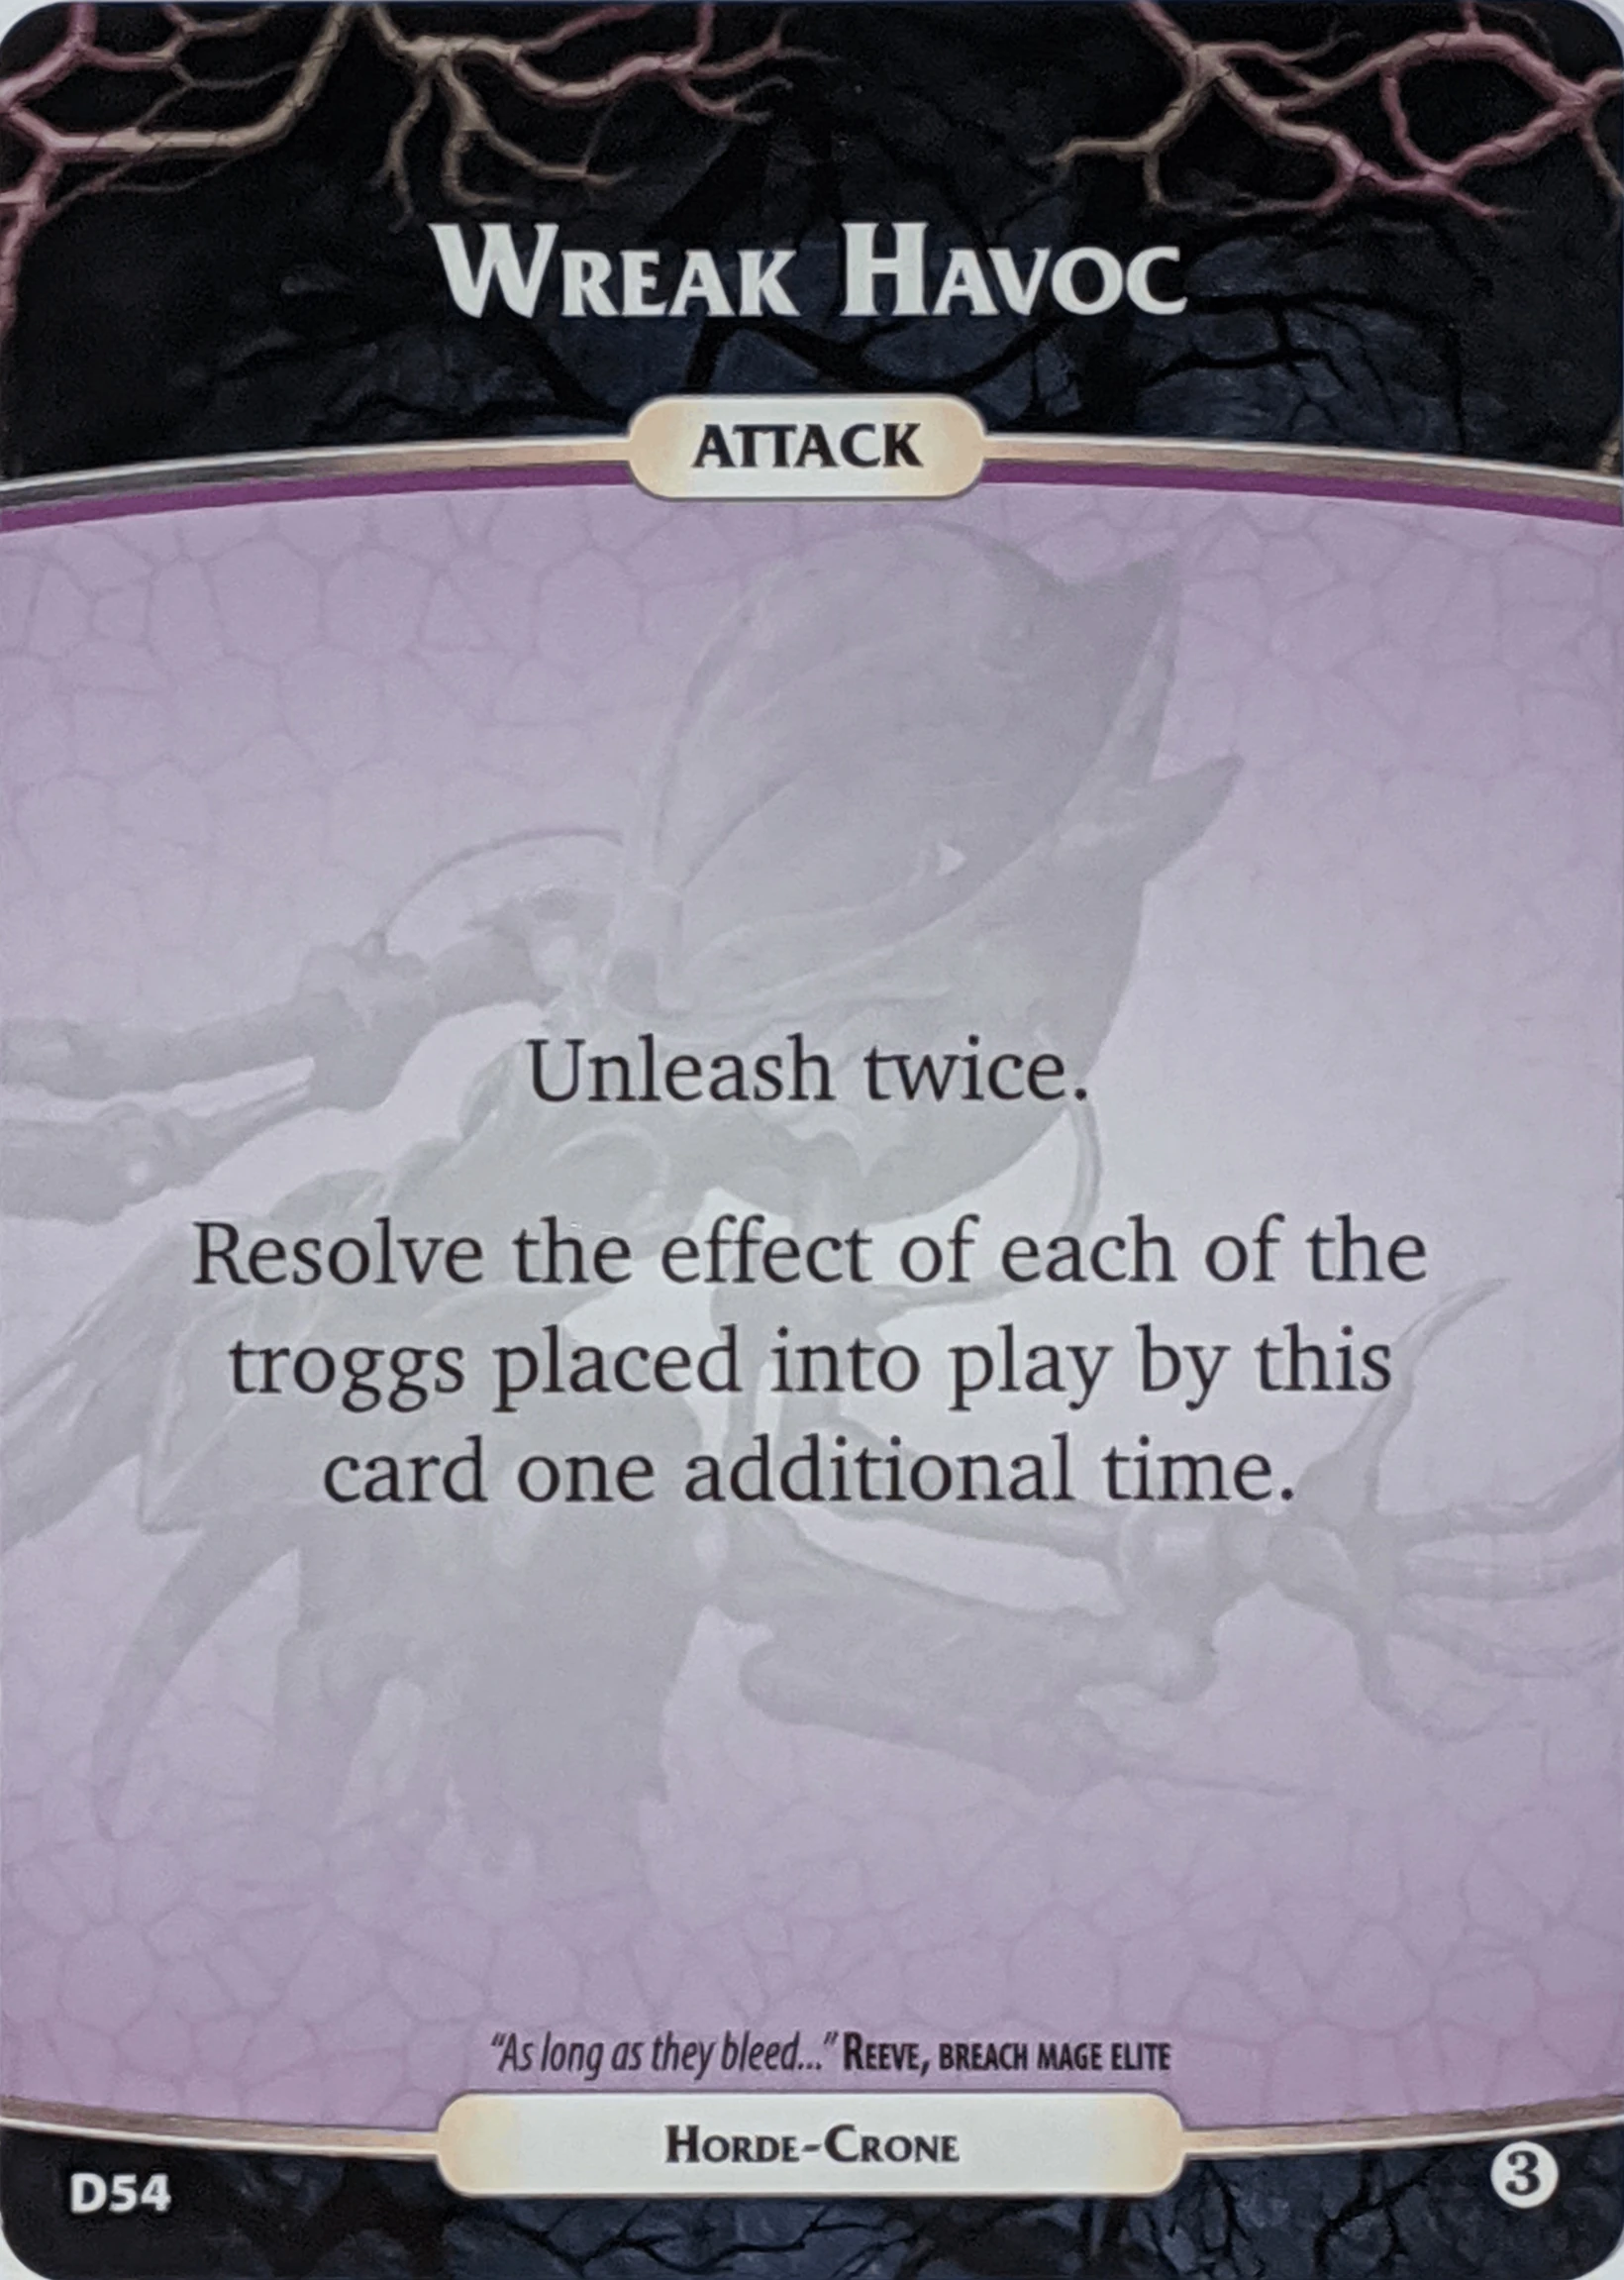 WREAK HAVOC
ATTACK
Unleash twice.
Resolve the effect of each of the
troggs placed into play by this
card one additional time.
"As long as they bleed..." REEVE, BREACH MAGE ELITE
HORDE-CRONE
D54
3